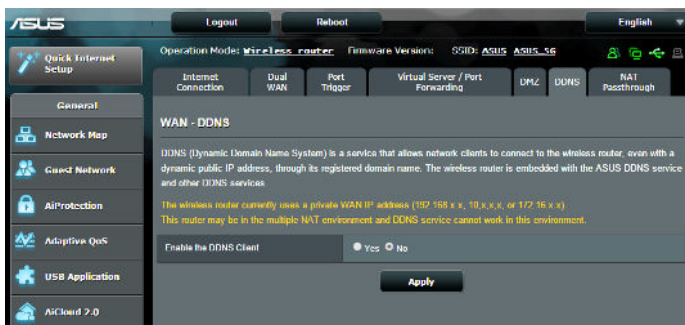 ASUS
Logout
Reboot
English
Quick Internet Setup
Operation Mode: Wireless router Firmware Version: SSID: ASUS ASUS_5G
Internet Connection
Dual WAN
Port Trigger
Virtual Server / Port Forwarding
DMZ
DDNS
NAT Passthrough
General
Network Map
Guest Network
AiProtection
Adaptive QoS
USB Application
AiCloud 2.0
WAN - DDNS
DDNS (Dynamic Domain Name System) is a service that allows network clients to connect to the wireless router, even with a
dynamic public IP address, through its registered domain name. The wireless router is embedded with the ASUS DDNS service
and other DDNS services
The wireless router currently uses a private WAN IP address (192.168.x.x, 10,x,x,x, or 172.16.x.x)
This router may be in the multiple NAT environment and DDNS service cannot work in this environment.
Enable the DDNS Client
Yes No
Apply